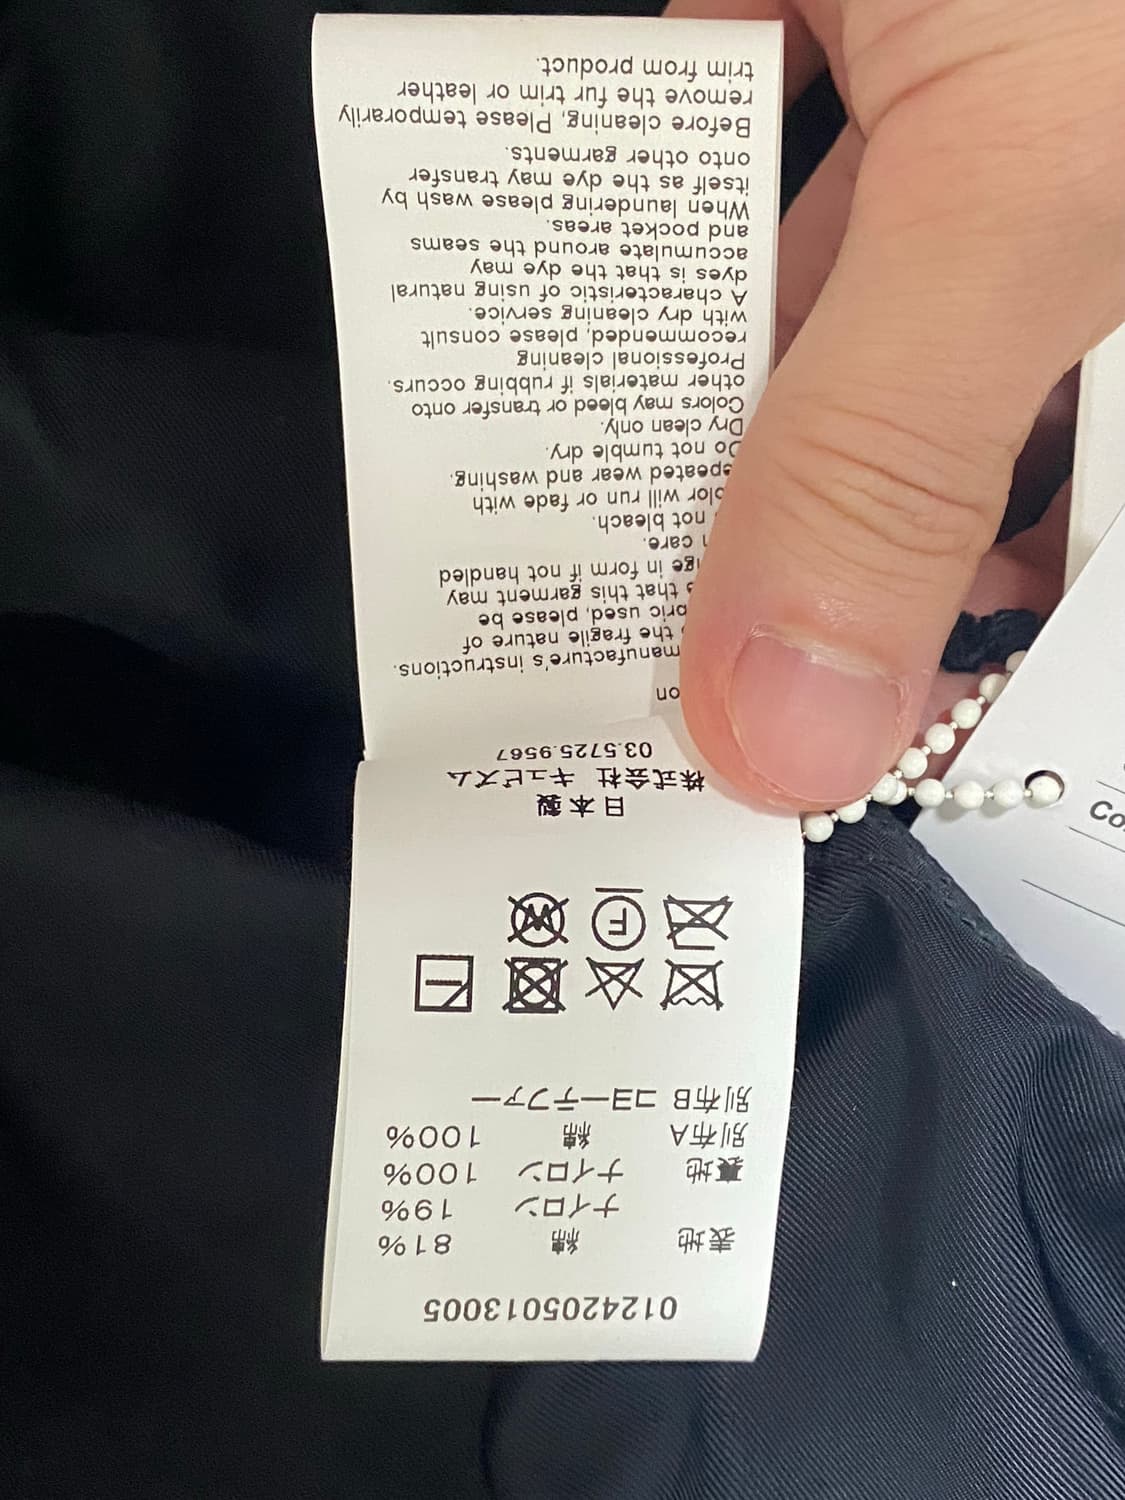 0124205013005
表地 綿 81%
ナイロン 19%
裏地 ナイロン 100%
別布A 綿 100%
別布B コヨーテファー
日本製
株式会社 キュビズム
03.5725.9567
on
manufacture's instructions.
the fragile nature of
bric used, please be
that this garment may
nge in form if not handled
care.
not bleach.
olor will run or fade with
epeated wear and washing.
Do not tumble dry.
Dry clean only.
Colors may bleed or transfer onto
other materials if rubbing occurs.
Professional cleaning
recommended, please consult
with dry cleaning service.
A characteristic of using natural
dyes is that the dye may
accumulate around the seams
and pocket areas.
When laundering please wash by
itself as the dye may transfer
onto other garments.
Before cleaning, Please temporarily
remove the fur trim or leather
trim from product.